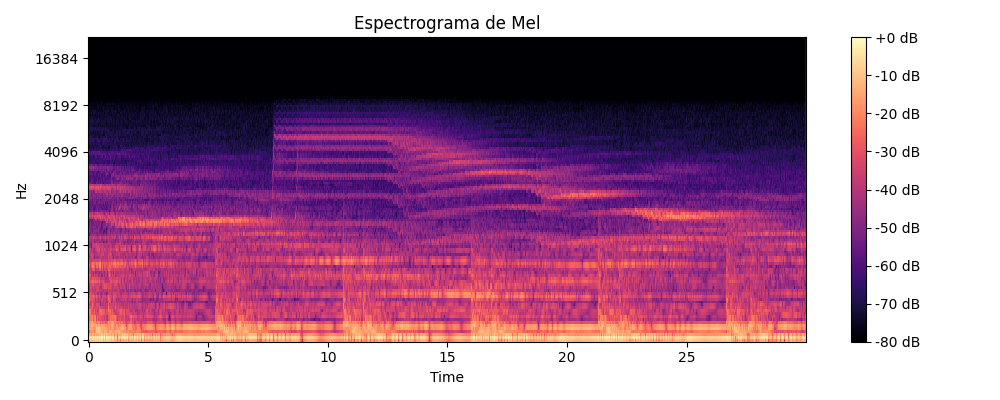 Espectrograma de Mel
16384
8192
4096
2048
1024
512
0
Hz
0 5 10 15 20 25
Time
+0 dB
-10 dB
-20 dB
-30 dB
-40 dB
-50 dB
-60 dB
-70 dB
-80 dB